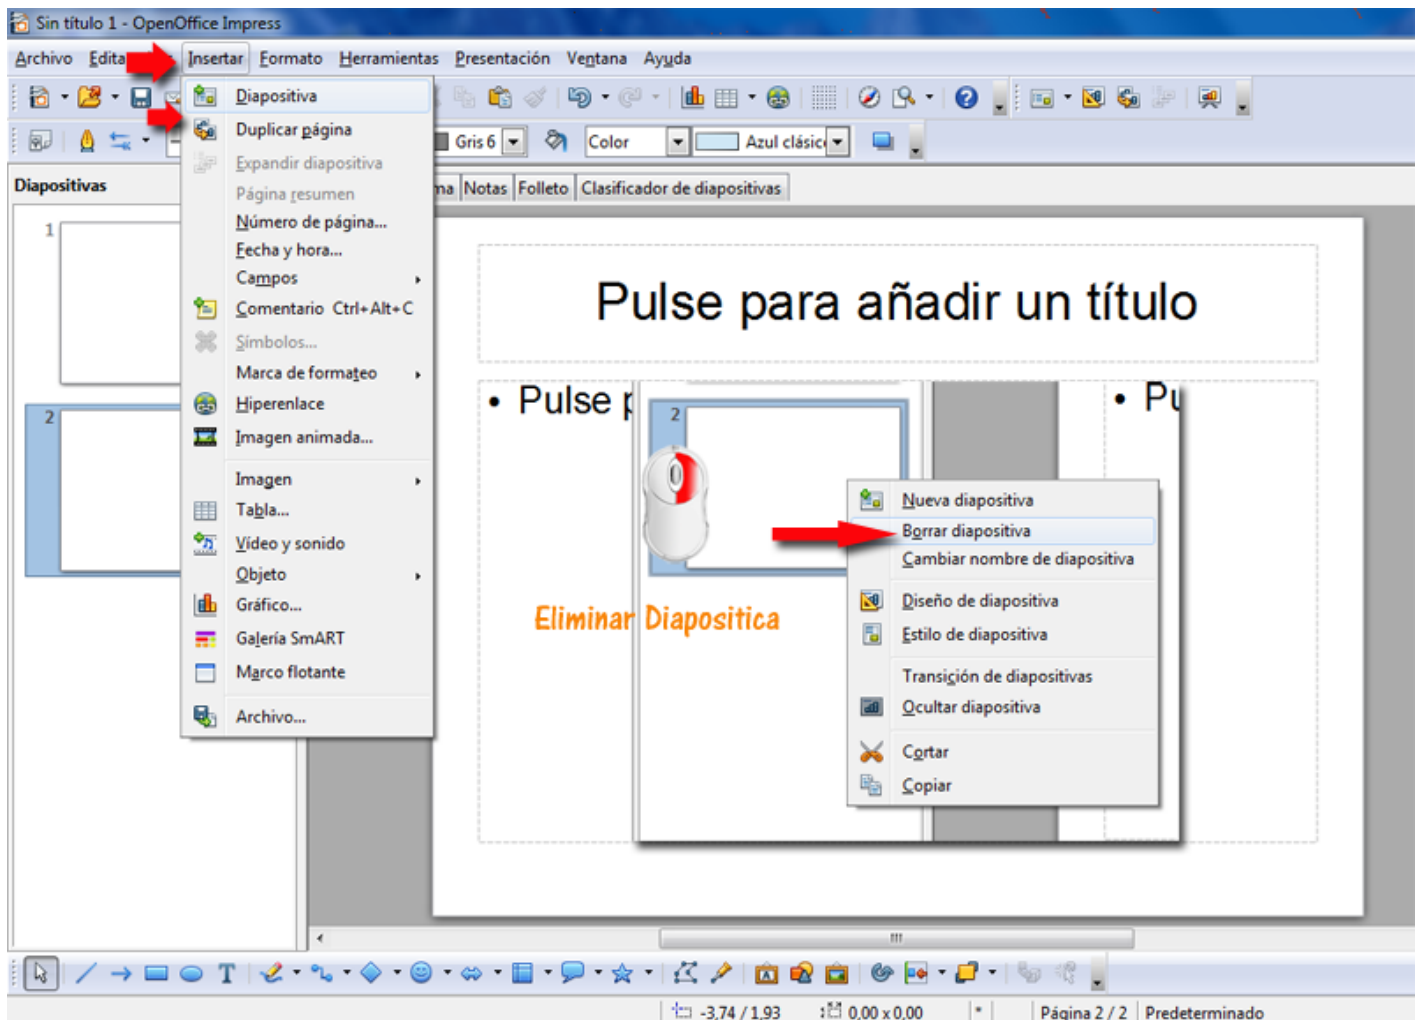 Sin título 1 - OpenOffice Impress
Archivo Insertar Formato Herramientas Presentación Ventana Ayuda
Gris 6 Color Azul clásic
Diapositivas
Notas Folleto Clasificador de diapositivas
Diapositiva
Duplicar página
Expandir diapositiva
Página resumen
Número de página...
Fecha y hora...
Campos
Comentario Ctrl+Alt+C
Símbolos...
Marca de formateo
Hiperenlace
Imagen animada...
Imagen
Tabla...
Vídeo y sonido
Objeto
Gráfico...
Galería SmART
Marco flotante
Archivo...
1
2
Pulse para añadir un título
• Pulse
• Pu
2
Nueva diapositiva
Borrar diapositiva
Cambiar nombre de diapositiva
Diseño de diapositiva
Estilo de diapositiva
Transición de diapositivas
Ocultar diapositiva
Cortar
Copiar
Eliminar Diapositica
-3,74 / 1,93 0,00 x 0,00 * Página 2 / 2 Predeterminado